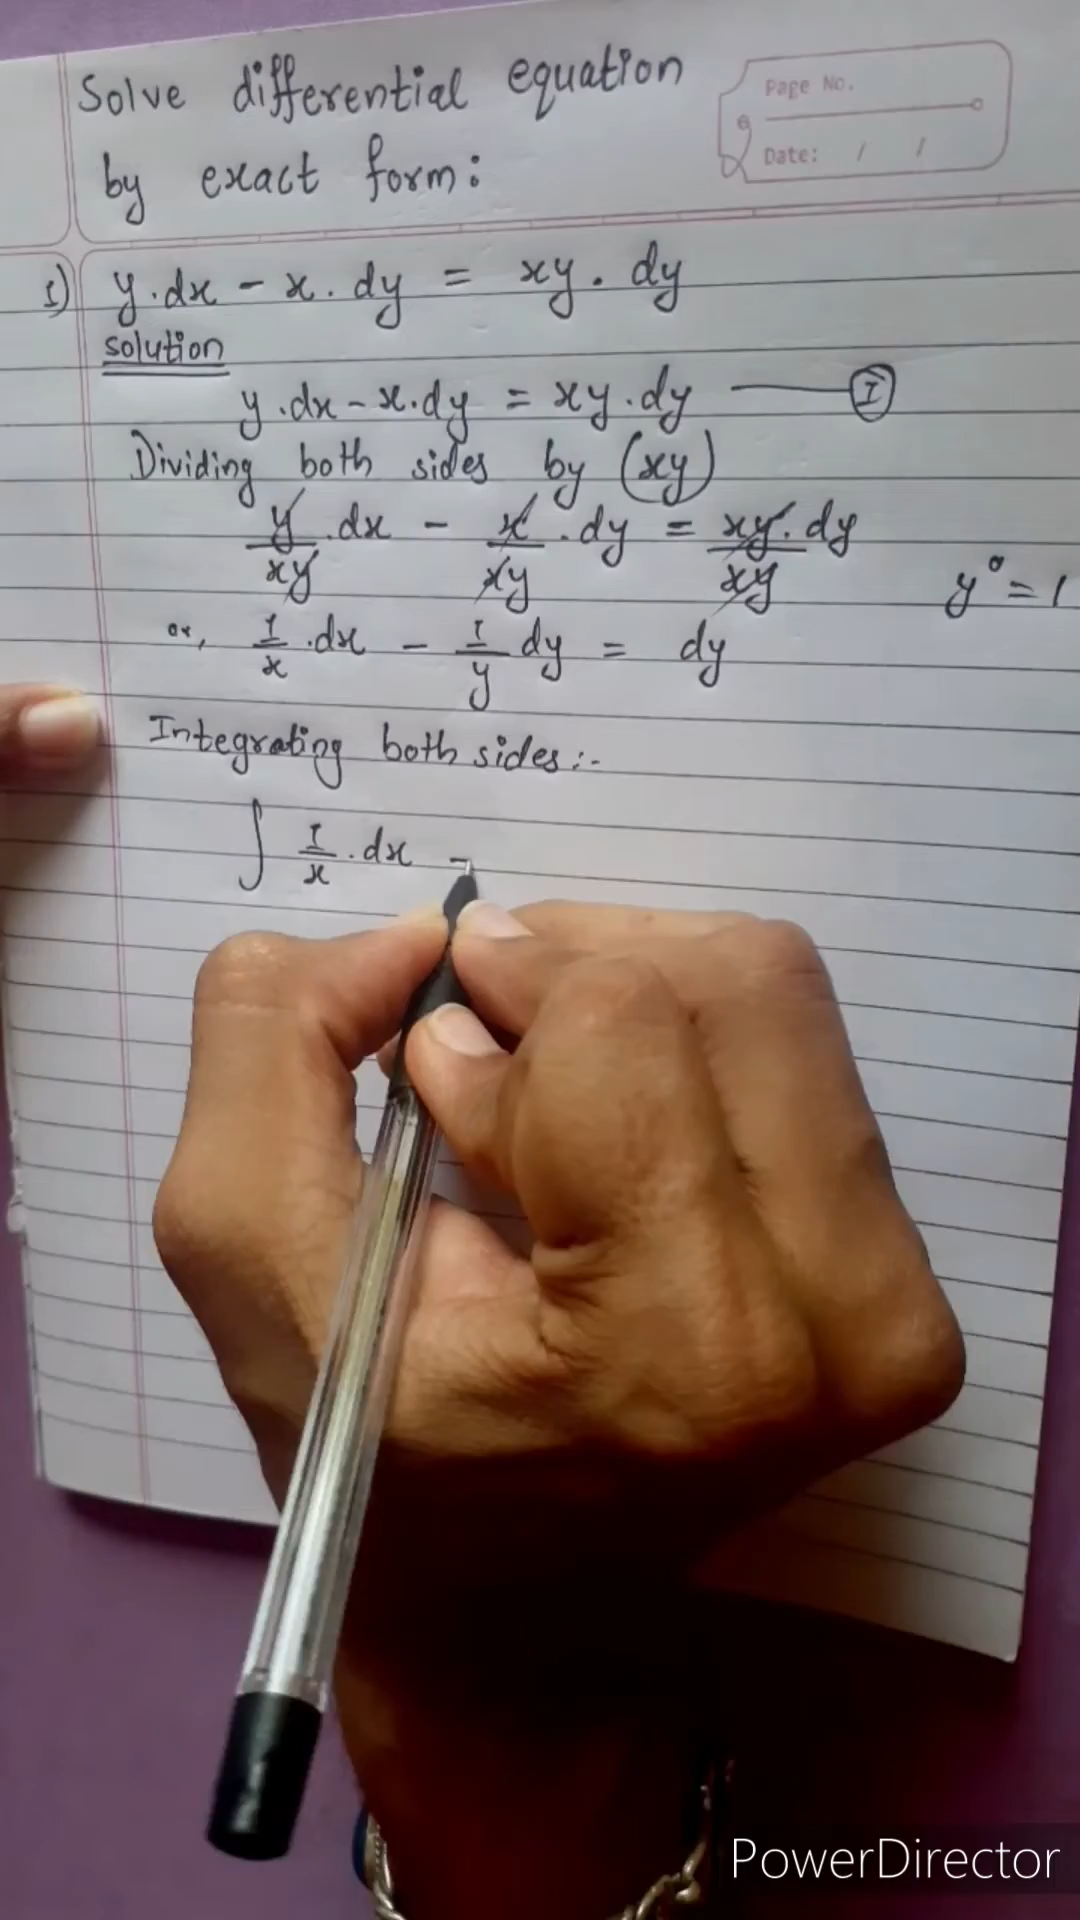 Solve differential equation
Page No.
by exact form:
Date: / /
1) y.dx - x.dy = xy.dy
solution
y.dx - x.dy = xy.dy — I
Dividing both sides by (xy)
y/xy .dx - x/xy .dy = xy/xy .dy
y° = 1
or, 1/x .dx - 1/y dy = dy
Integrating both sides:-
∫ 1/x .dx -
PowerDirector